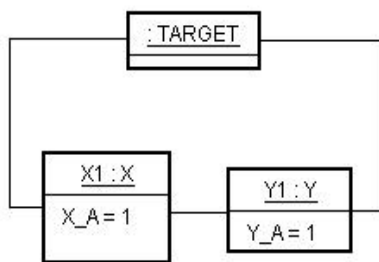 : TARGET
X1 : X
X_A = 1
Y1 : Y
Y_A = 1